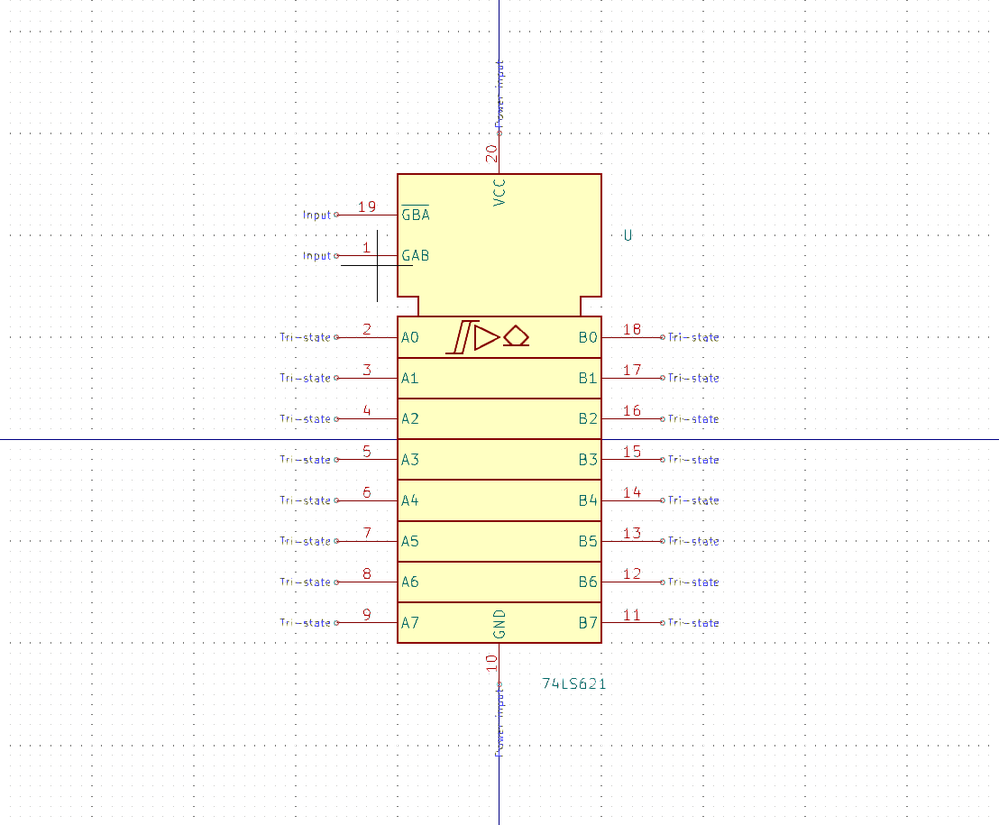 Power input
20
VCC
Input 19 G̅B̅A̅
U
Input 1 GAB
Tri-state 2 A0 B0 18 Tri-state
Tri-state 3 A1 B1 17 Tri-state
Tri-state 4 A2 B2 16 Tri-state
Tri-state 5 A3 B3 15 Tri-state
Tri-state 6 A4 B4 14 Tri-state
Tri-state 7 A5 B5 13 Tri-state
Tri-state 8 A6 B6 12 Tri-state
Tri-state 9 A7 B7 11 Tri-state
GND
10
74LS621
Power input